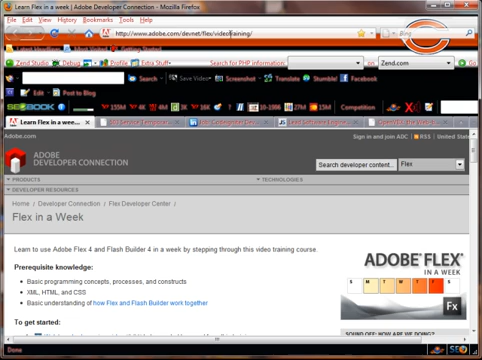 Learn Flex in a week | Adobe Developer Connection - Mozilla Firefox
File Edit View History Bookmarks Tools Help
http://www.adobe.com/devnet/flex/videotraining/
Bing
Latest Headlines Most Visited Getting Started
Zend Studio Debug Profile Extra Stuff Search for PHP information: Zend.com
Search Save Video Screenshot Translate Stumble! Facebook
Edit Post to Blog
SEOBOOK 155M 16K 27M 15M Competition
Learn Flex in a wee...
Adobe.com Sign in and join ADC RSS United State
ADOBE
DEVELOPER CONNECTION
Search developer content... Flex
PRODUCTS TECHNOLOGIES
DEVELOPER RESOURCES
Home / Developer Connection / Flex Developer Center /
Flex in a Week
Learn to use Adobe Flex 4 and Flash Builder 4 in a week by stepping through this video training course.
Prerequisite knowledge:
Basic programming concepts, processes, and constructs
XML, HTML, and CSS
Basic understanding of how Flex and Flash Builder work together
To get started:
ADOBE® FLEX®
IN A WEEK
S M T W T F S
Fx
SOUND OFF: HOW ARE WE DOING?
Done